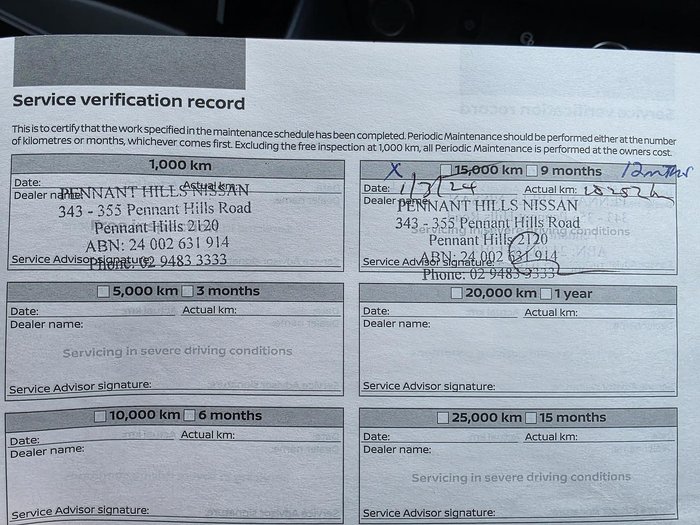 Service verification record
This is to certify that the work specified in the maintenance schedule has been completed. Periodic Maintenance should be performed either at the number
of kilometres or months, whichever comes first. Excluding the free inspection at 1,000 km, all Periodic Maintenance is performed at the owners cost.
1,000 km
Date: Actual km:
Dealer name:
PENNANT HILLS NISSAN
343 - 355 Pennant Hills Road
Pennant Hills 2120
ABN: 24 002 631 914
Service Advisor signature:
Phone: 02 9483 3333
X 15,000 km 9 months 12mths
Date: 1/3/24 Actual km:
Dealer name:
PENNANT HILLS NISSAN
343 - 355 Pennant Hills Road
Servicing in severe driving conditions
Pennant Hills 2120
ABN: 24 002 631 914
Service Advisor signature:
Phone: 02 9483 3333
5,000 km 3 months
Date: Actual km:
Dealer name:
Servicing in severe driving conditions
Service Advisor signature:
20,000 km 1 year
Date: Actual km:
Dealer name:
Service Advisor signature:
10,000 km 6 months
Date: Actual km:
Dealer name:
Service Advisor signature:
25,000 km 15 months
Date: Actual km:
Dealer name:
Servicing in severe driving conditions
Service Advisor signature: